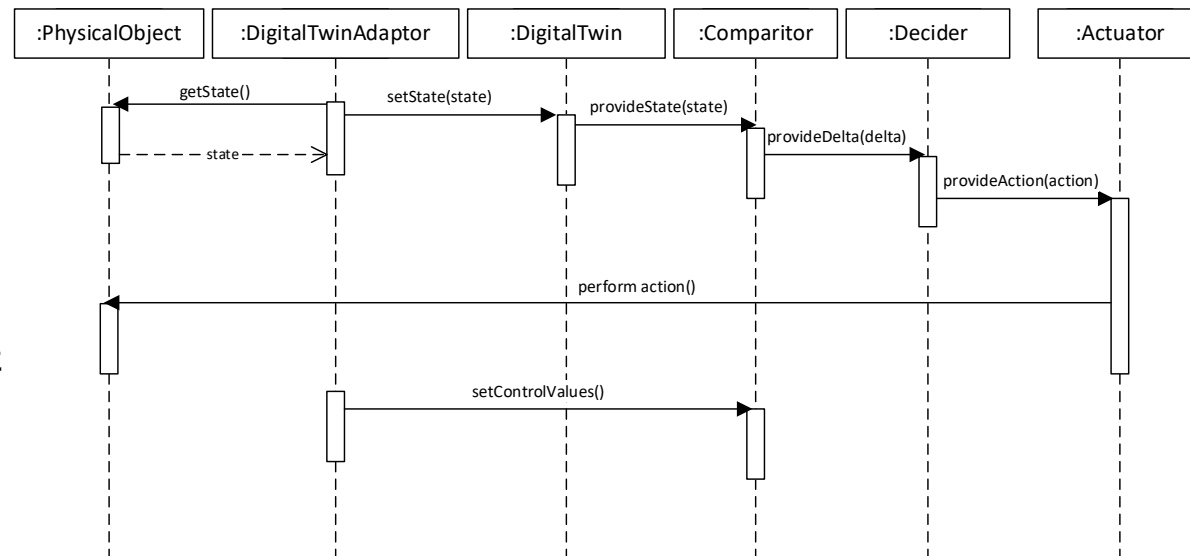 :PhysicalObject :DigitalTwinAdaptor :DigitalTwin :Comparitor :Decider :Actuator
getState()
setState(state)
provideState(state)
provideDelta(delta)
state
provideAction(action)
perform action()
setControlValues()